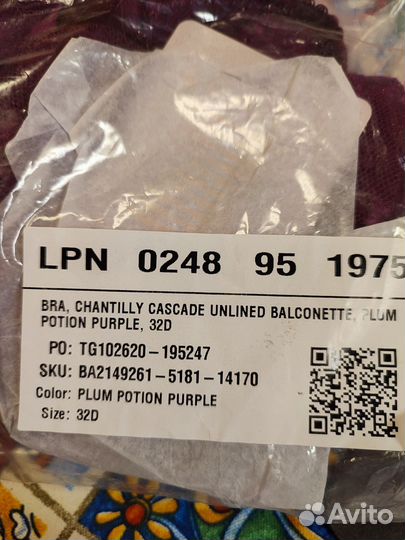 LPN 0248 95 1975
BRA, CHANTILLY CASCADE UNLINED BALCONETTE, PLUM
POTION PURPLE, 32D
PO: TG102620-195247
SKU: BA2149261-5181-14170
Color: PLUM POTION PURPLE
Size: 32D
Avito